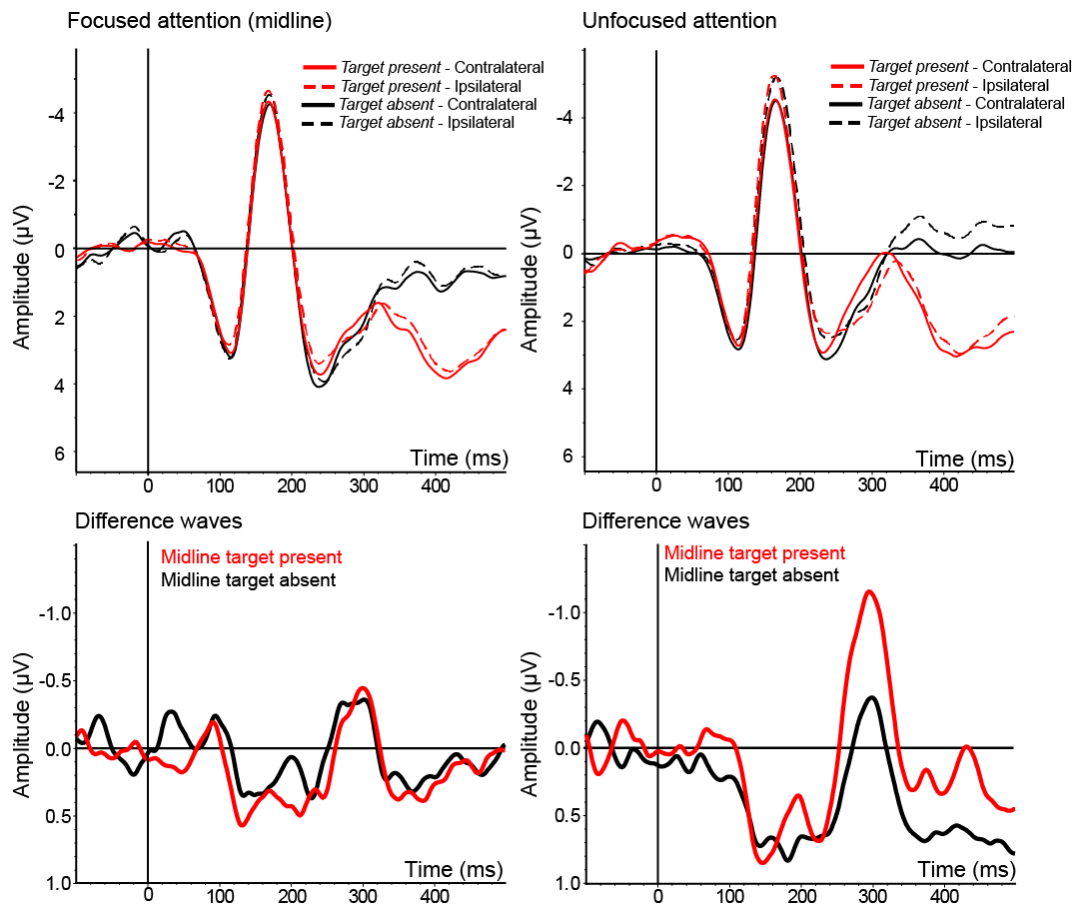 Focused attention (midline)
Target present - Contralateral
Target present - Ipsilateral
Target absent - Contralateral
Target absent - Ipsilateral
Amplitude (µV)
-4
-2
0
2
4
6
Time (ms)
0 100 200 300 400
Unfocused attention
Target present - Contralateral
Target present - Ipsilateral
Target absent - Contralateral
Target absent - Ipsilateral
Amplitude (µV)
-4
-2
0
2
4
6
Time (ms)
0 100 200 300 400
Difference waves
Midline target present
Midline target absent
Amplitude (µV)
-1.0
-0.5
0.0
0.5
1.0
Time (ms)
0 100 200 300 400
Difference waves
Midline target present
Midline target absent
Amplitude (µV)
-1.0
-0.5
0.0
0.5
1.0
Time (ms)
0 100 200 300 400